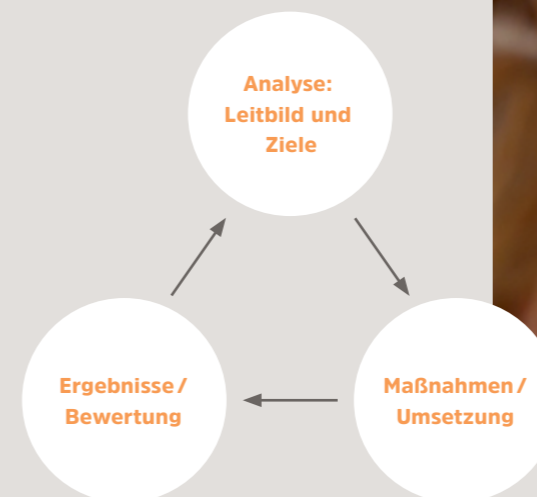 Analyse:
Leitbild und
Ziele
Ergebnisse /
Bewertung
Maßnahmen /
Umsetzung